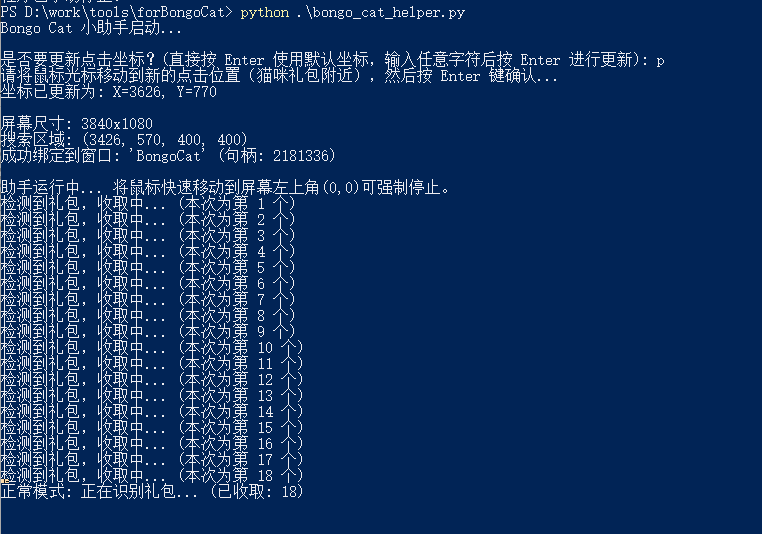 PS D:\work\tools\forBongoCat> python .\bongo_cat_helper.py
Bongo Cat 小助手启动...
是否要更新点击坐标？(直接按 Enter 使用默认坐标, 输入任意字符后按 Enter 进行更新): p
请将鼠标光标移动到新的点击位置（猫咪礼包附近）, 然后按 Enter 键确认...
坐标已更新为: X=3626, Y=770
屏幕尺寸: 3840x1080
搜索区域: (3426, 570, 400, 400)
成功绑定到窗口: 'BongoCat' (句柄: 2181336)
助手运行中... 将鼠标快速移动到屏幕左上角(0,0)可强制停止。
检测到礼包, 收取中... (本次为第 1 个)
检测到礼包, 收取中... (本次为第 2 个)
检测到礼包, 收取中... (本次为第 3 个)
检测到礼包, 收取中... (本次为第 4 个)
检测到礼包, 收取中... (本次为第 5 个)
检测到礼包, 收取中... (本次为第 6 个)
检测到礼包, 收取中... (本次为第 7 个)
检测到礼包, 收取中... (本次为第 8 个)
检测到礼包, 收取中... (本次为第 9 个)
检测到礼包, 收取中... (本次为第 10 个)
检测到礼包, 收取中... (本次为第 11 个)
检测到礼包, 收取中... (本次为第 12 个)
检测到礼包, 收取中... (本次为第 13 个)
检测到礼包, 收取中... (本次为第 14 个)
检测到礼包, 收取中... (本次为第 15 个)
检测到礼包, 收取中... (本次为第 16 个)
检测到礼包, 收取中... (本次为第 17 个)
检测到礼包, 收取中... (本次为第 18 个)
正常模式: 正在识别礼包... (已收取: 18)